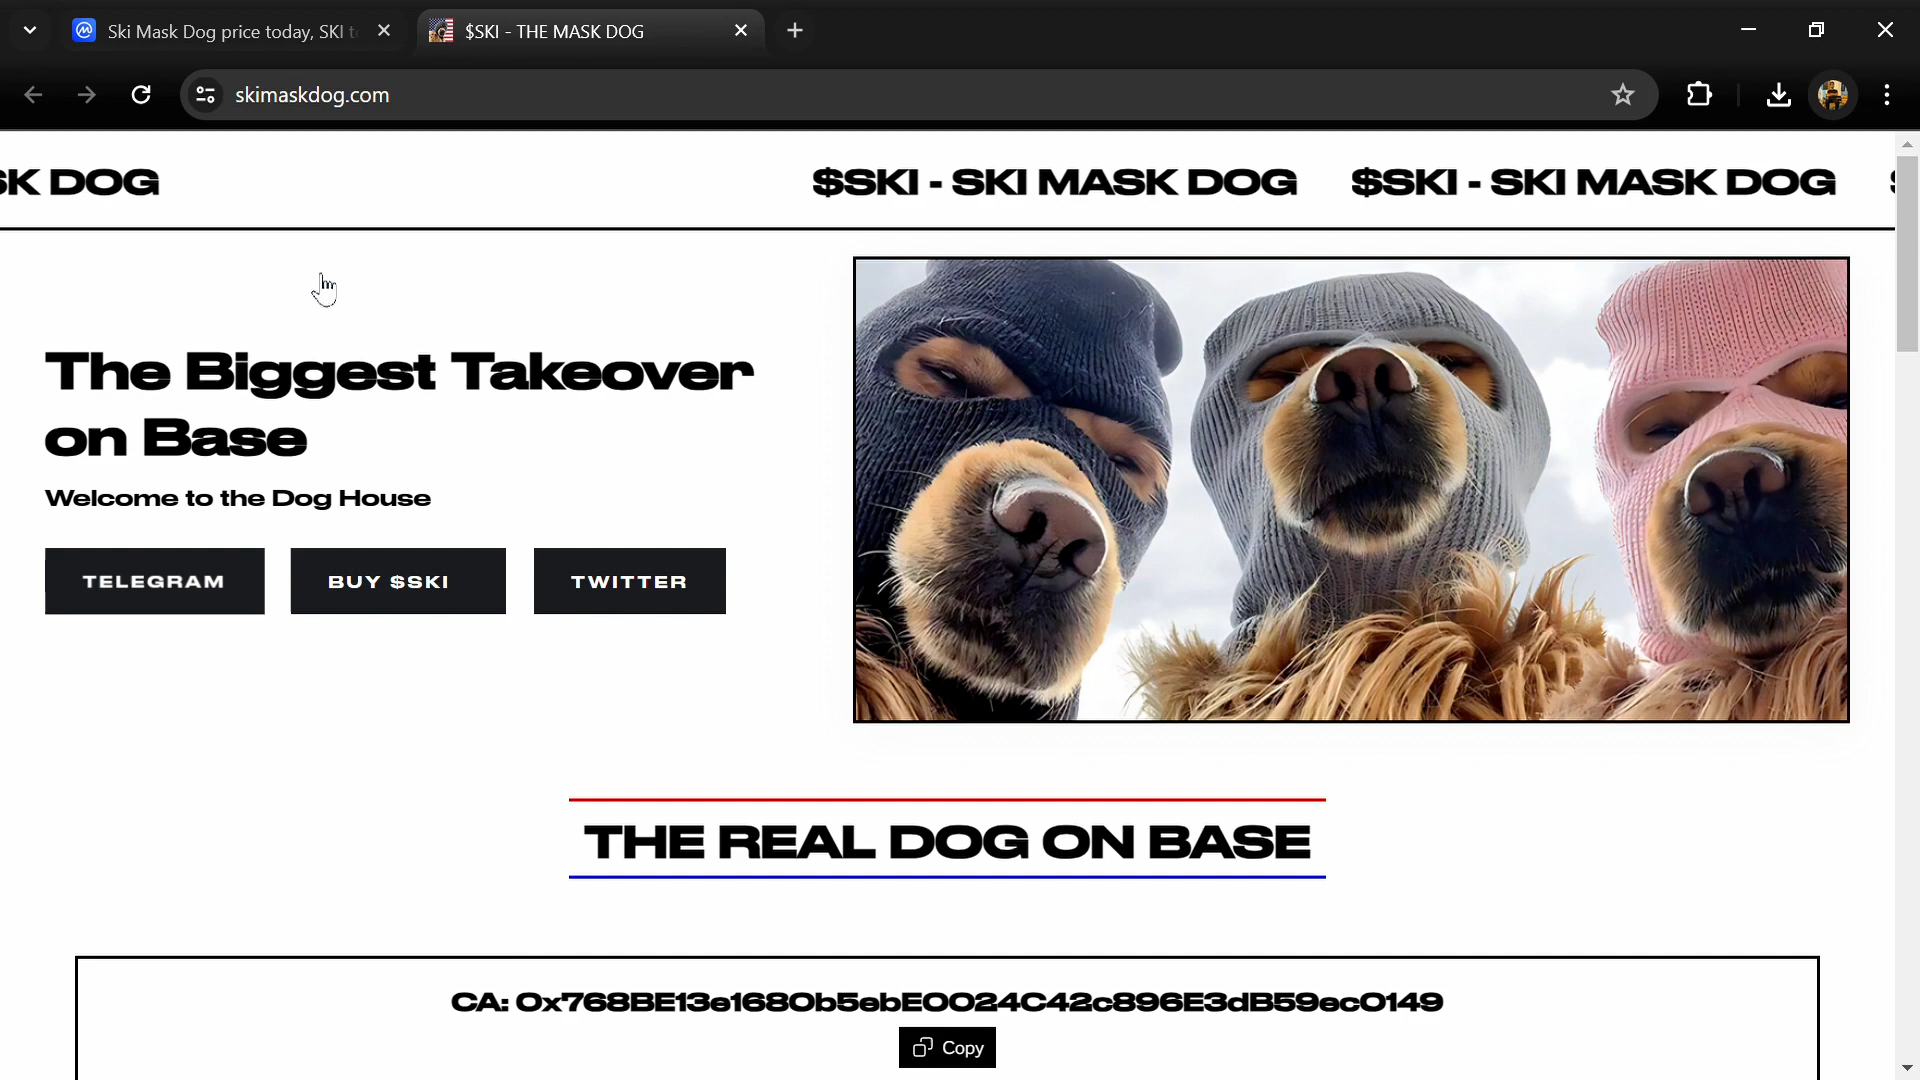 Ski Mask Dog price today, SKI t
$SKI - THE MASK DOG
skimaskdog.com
SK DOG
$SKI - SKI MASK DOG
$SKI - SKI MASK DOG
The Biggest Takeover
on Base
Welcome to the Dog House
TELEGRAM
BUY $SKI
TWITTER
THE REAL DOG ON BASE
CA: 0x768BE13e1680b5ebE0024C42c896E3dB59ec0149
Copy